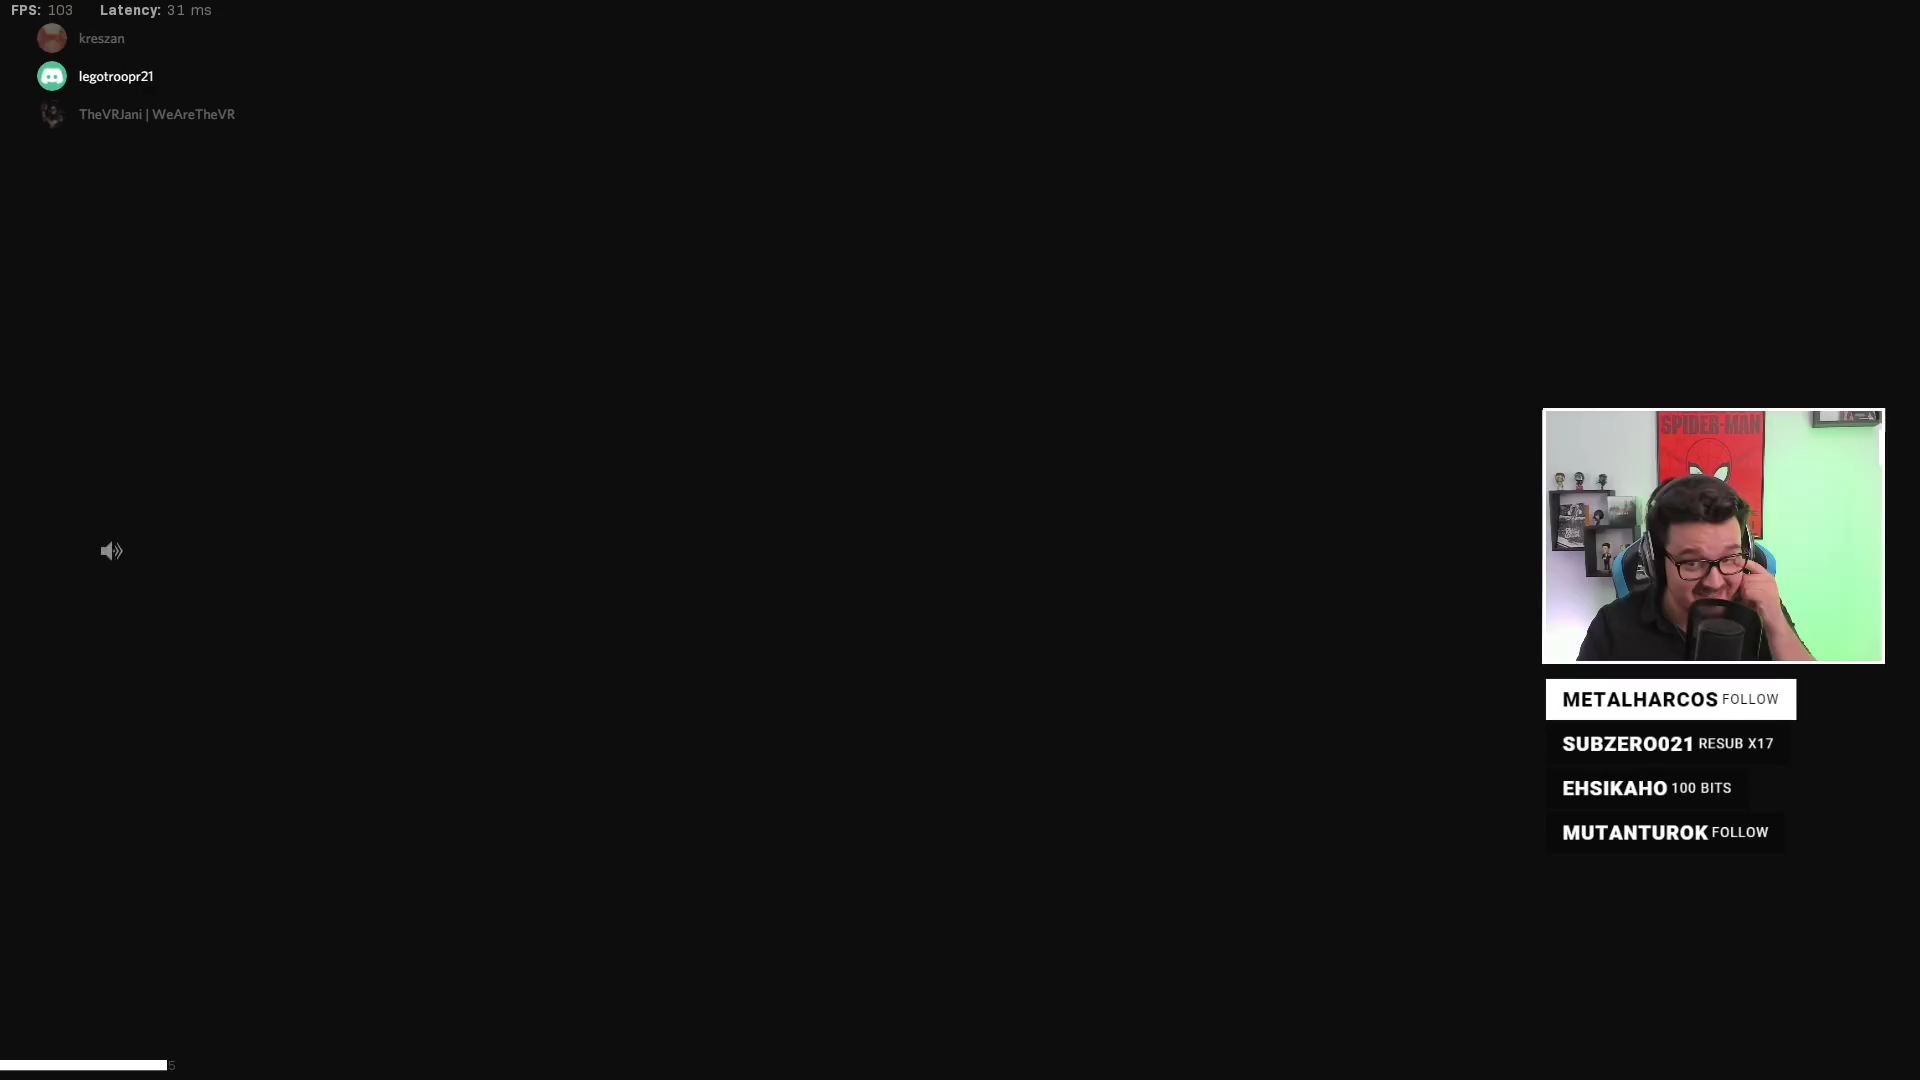 FPS: 103 Latency: 31 ms
kreszan
legotroopr21
TheVRJani | WeAreTheVR
SPIDER-MAN
METALHARCOS FOLLOW
SUBZERO021 RESUB X17
EHSIKAHO 100 BITS
MUTANTUROK FOLLOW
5